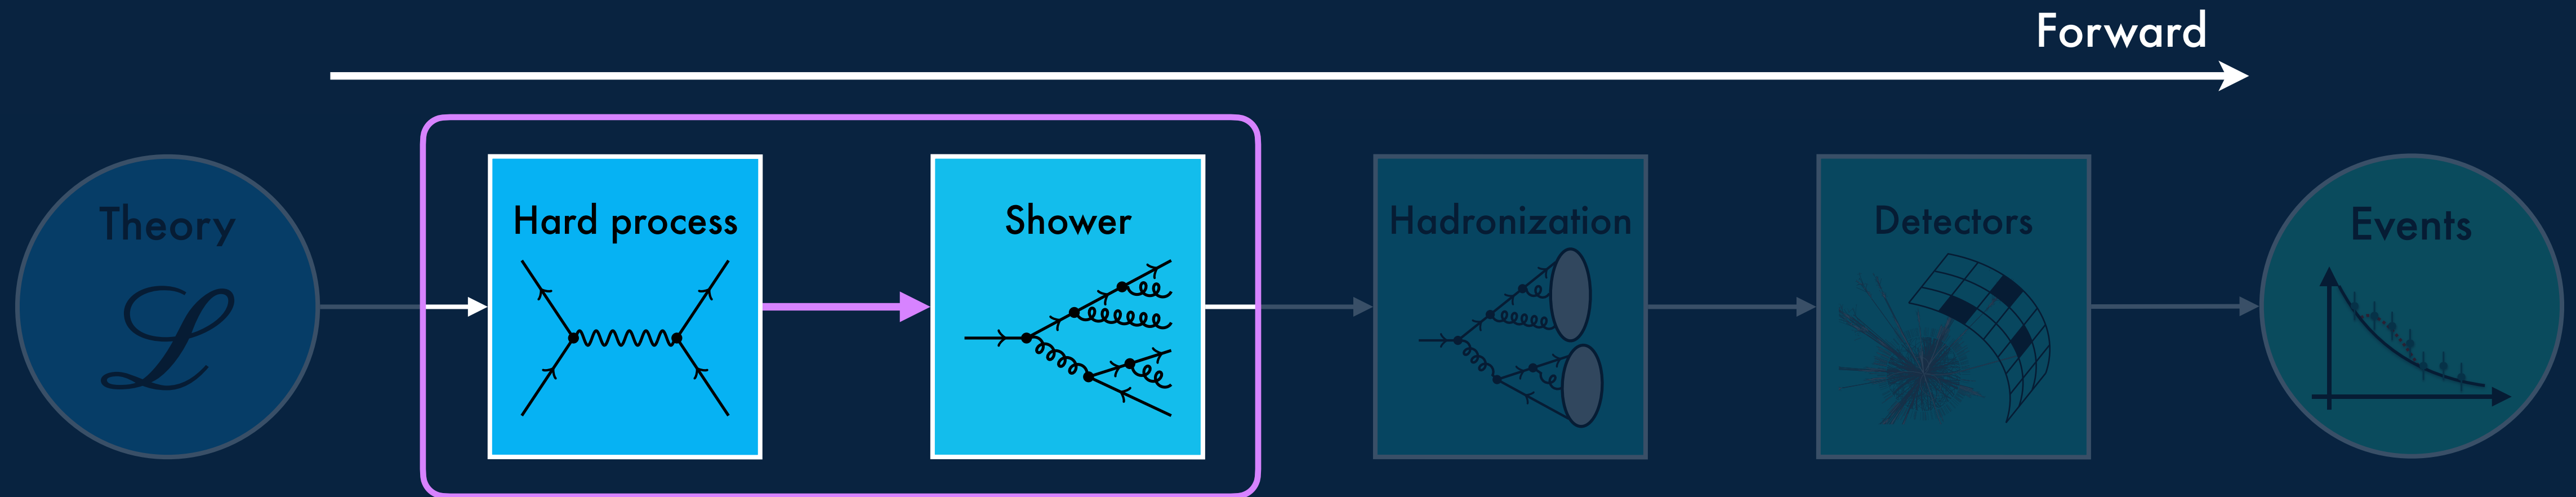 Forward
Theory
ℒ
Hard process
Shower
Hadronization
Detectors
Events